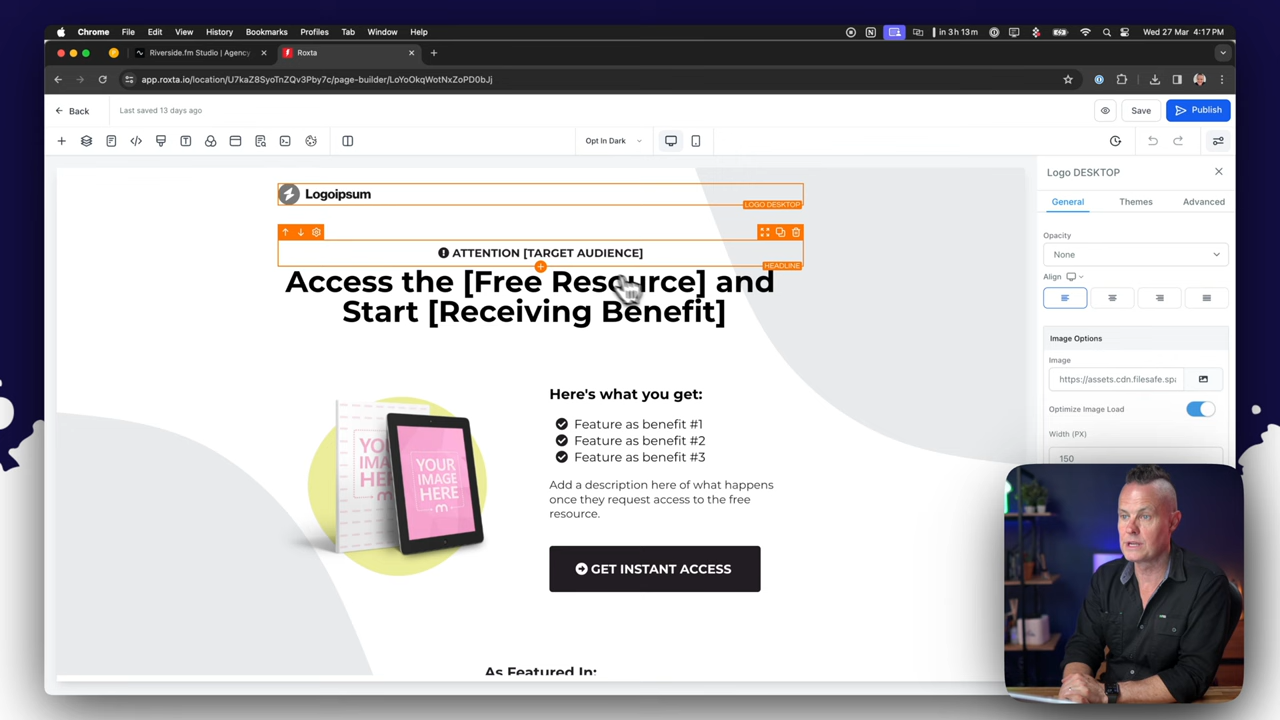 Chrome File Edit View History Bookmarks Profiles Tab Window Help
in 3h 13m
Wed 27 Mar 4:17 PM
Riverside.fm Studio | Agency
Roxta
app.roxta.io/location/U7kaZ8SyoTnZQv3Pby7c/page-builder/LoYoOkqWotNxZoPD0bJj
Back
Last saved 13 days ago
Save
Publish
Opt In Dark
Logoipsum
LOGO DESKTOP
ATTENTION [TARGET AUDIENCE]
HEADLINE
Access the [Free Resource] and
Start [Receiving Benefit]
YOUR
IMAGE
HERE
Here's what you get:
Feature as benefit #1
Feature as benefit #2
Feature as benefit #3
Add a description here of what happens
once they request access to the free
resource.
GET INSTANT ACCESS
As Featured In:
Logo DESKTOP
General Themes Advanced
Opacity
None
Align
Image Options
Image
https://assets.cdn.filesafe.sp
Optimize Image Load
Width (PX)
150